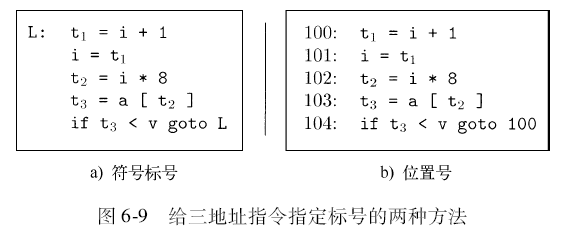 L: t₁ = i + 1
i = t₁
t₂ = i * 8
t₃ = a [ t₂ ]
if t₃ < v goto L
a) 符号标号
100: t₁ = i + 1
101: i = t₁
102: t₂ = i * 8
103: t₃ = a [ t₂ ]
104: if t₃ < v goto 100
b) 位置号
图 6-9 给三地址指令指定标号的两种方法